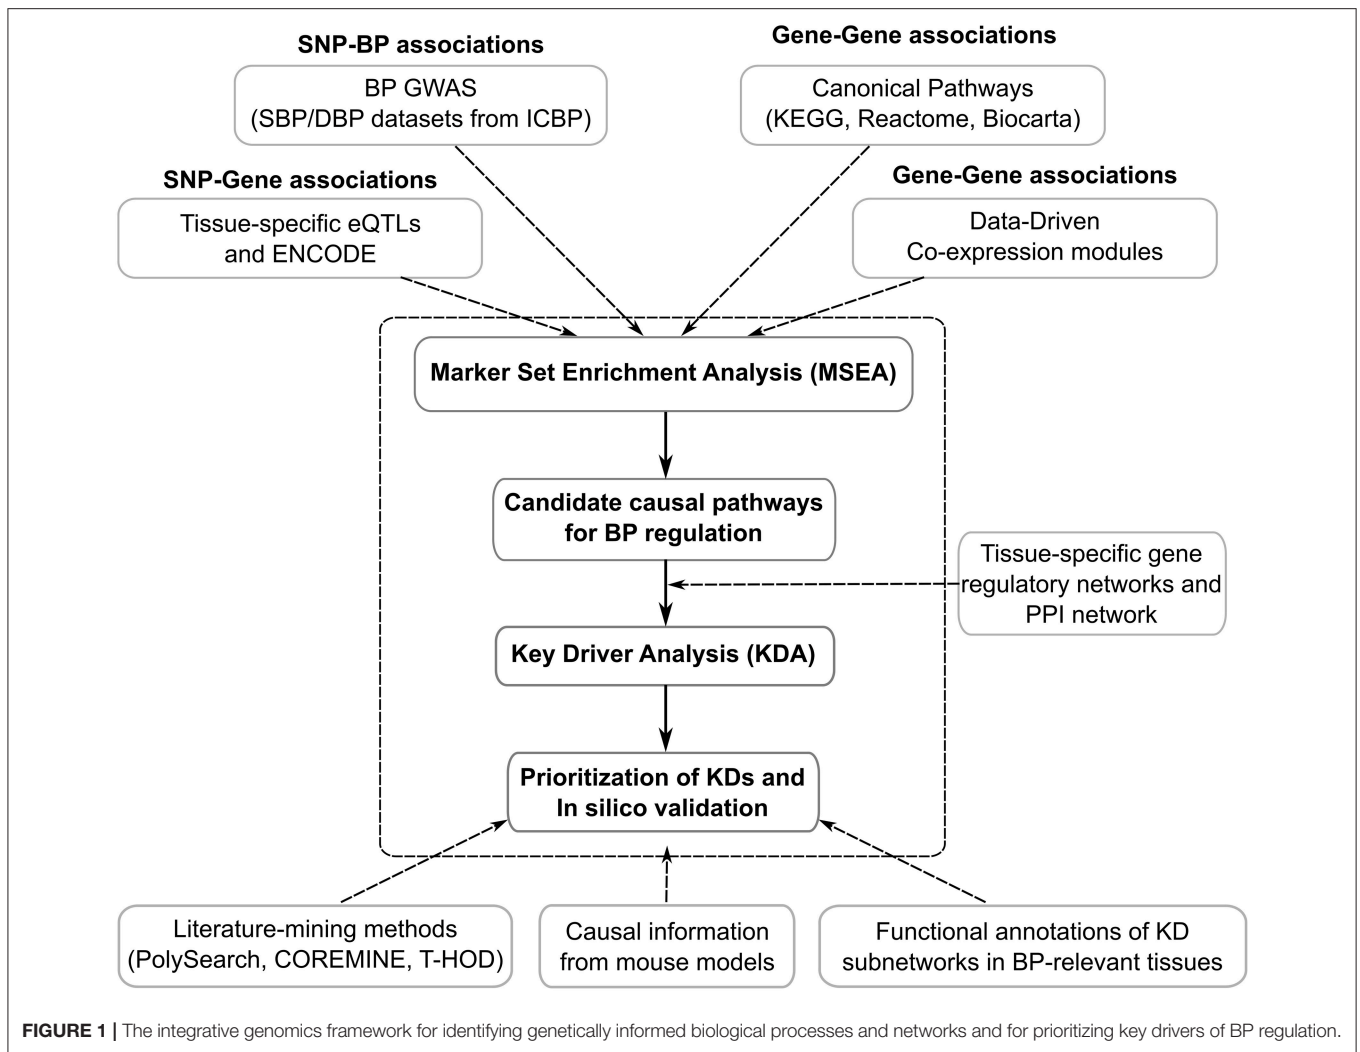 SNP-BP associations
BP GWAS
(SBP/DBP datasets from ICBP)
Gene-Gene associations
Canonical Pathways
(KEGG, Reactome, Biocarta)
SNP-Gene associations
Tissue-specific eQTLs
and ENCODE
Gene-Gene associations
Data-Driven
Co-expression modules
Marker Set Enrichment Analysis (MSEA)
Candidate causal pathways
for BP regulation
Tissue-specific gene
regulatory networks and
PPI network
Key Driver Analysis (KDA)
Prioritization of KDs and
In silico validation
Literature-mining methods
(PolySearch, COREMINE, T-HOD)
Causal information
from mouse models
Functional annotations of KD
subnetworks in BP-relevant tissues
FIGURE 1 | The integrative genomics framework for identifying genetically informed biological processes and networks and for prioritizing key drivers of BP regulation.